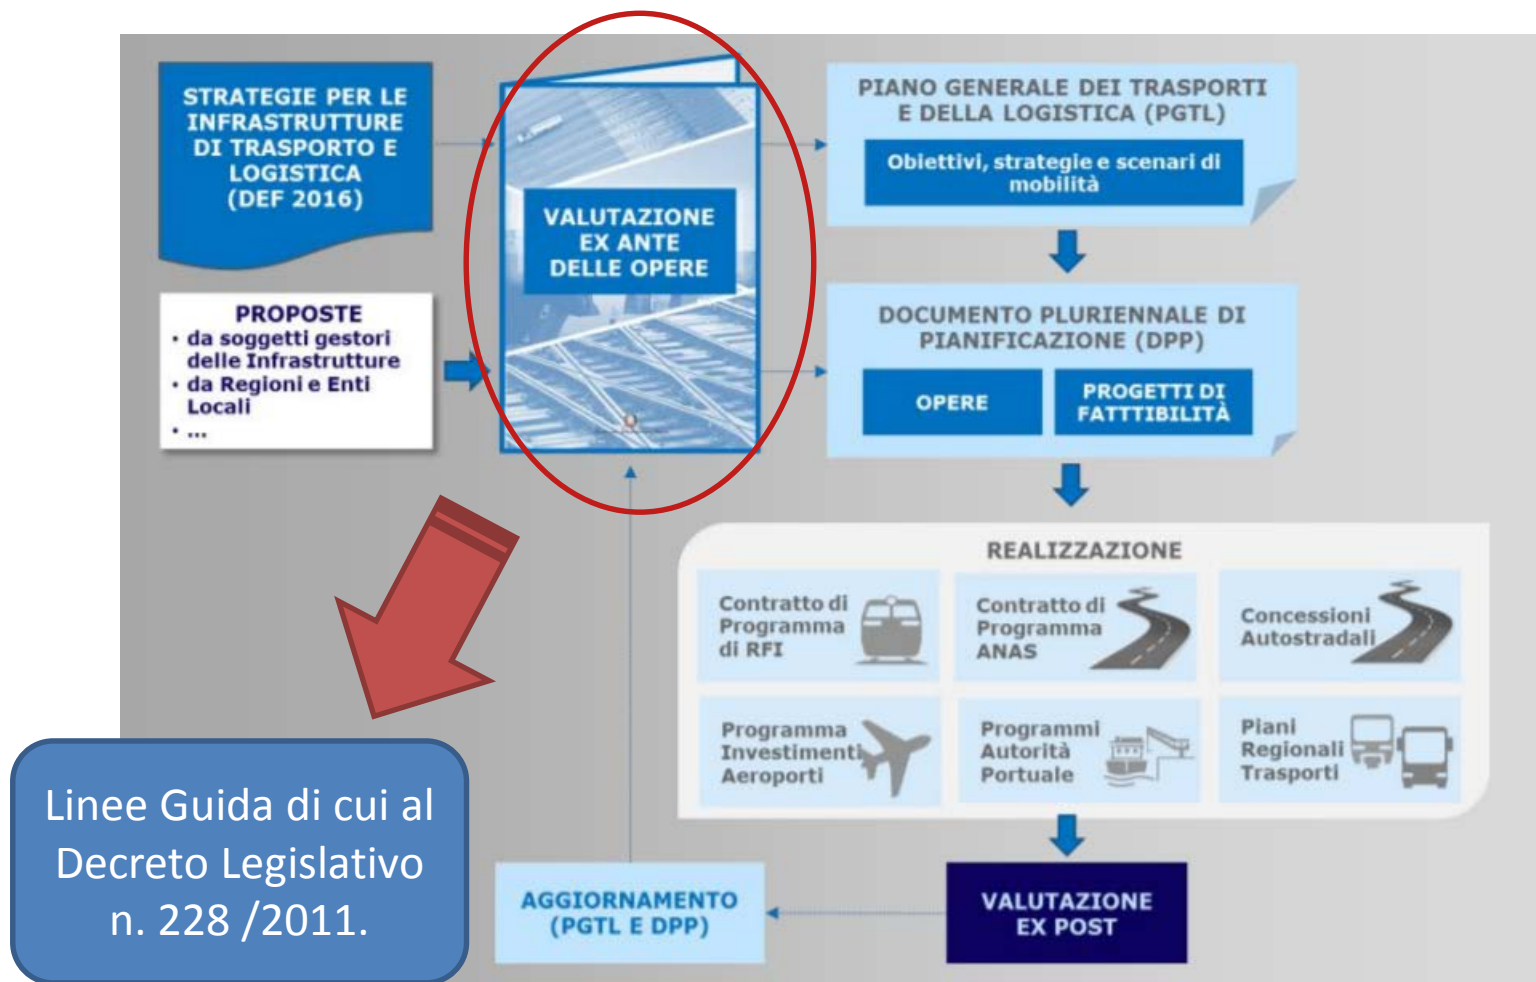 STRATEGIE PER LE
INFRASTRUTTURE
DI TRASPORTO E
LOGISTICA
(DEF 2016)
PROPOSTE
• da soggetti gestori
delle Infrastrutture
• da Regioni e Enti
Locali
• ...
VALUTAZIONE
EX ANTE
DELLE OPERE
PIANO GENERALE DEI TRASPORTI
E DELLA LOGISTICA (PGTL)
Obiettivi, strategie e scenari di
mobilità
DOCUMENTO PLURIENNALE DI
PIANIFICAZIONE (DPP)
OPERE
PROGETTI DI
FATTTIBILITÀ
REALIZZAZIONE
Contratto di
Programma
di RFI
Contratto di
Programma
ANAS
Concessioni
Autostradali
Programma
Investimenti
Aeroporti
Programmi
Autorità
Portuale
Piani
Regionali
Trasporti
VALUTAZIONE
EX POST
AGGIORNAMENTO
(PGTL E DPP)
Linee Guida di cui al
Decreto Legislativo
n. 228 /2011.